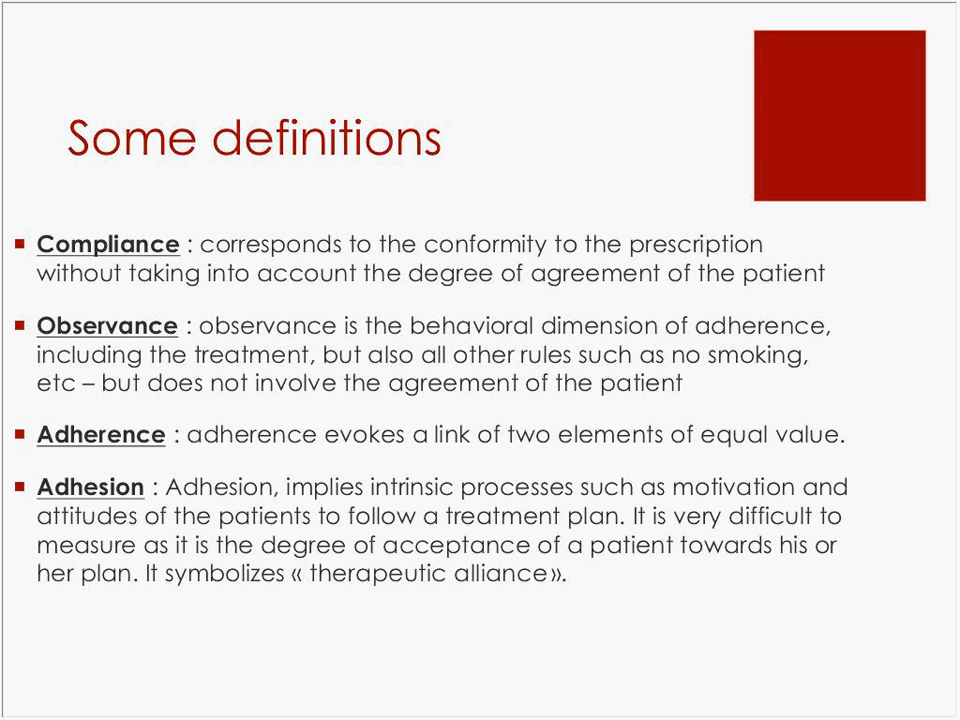 Some definitions
▪ Compliance : corresponds to the conformity to the prescription
without taking into account the degree of agreement of the patient
▪ Observance : observance is the behavioral dimension of adherence,
including the treatment, but also all other rules such as no smoking,
etc – but does not involve the agreement of the patient
▪ Adherence : adherence evokes a link of two elements of equal value.
▪ Adhesion : Adhesion, implies intrinsic processes such as motivation and
attitudes of the patients to follow a treatment plan. It is very difficult to
measure as it is the degree of acceptance of a patient towards his or
her plan. It symbolizes « therapeutic alliance».